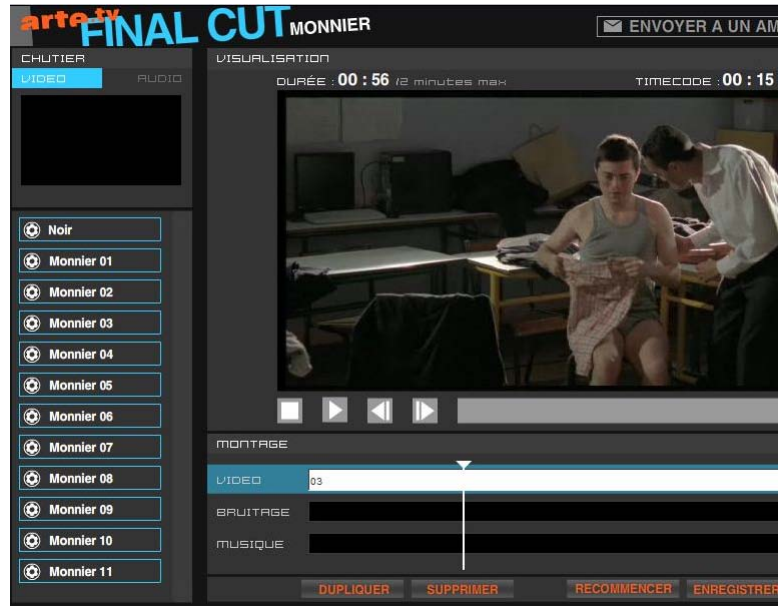 arte.tv FINAL CUT MONNIER
ENVOYER A UN AM
CHUTIER
VIDEO AUDIO
VISUALISATION
DURÉE : 00 : 56 /2 minutes max
TIMECODE : 00 : 15
Noir
Monnier 01
Monnier 02
Monnier 03
Monnier 04
Monnier 05
Monnier 06
Monnier 07
Monnier 08
Monnier 09
Monnier 10
Monnier 11
MONTAGE
VIDEO 03
BRUITAGE
MUSIQUE
DUPLIQUER SUPPRIMER RECOMMENCER ENREGISTRER